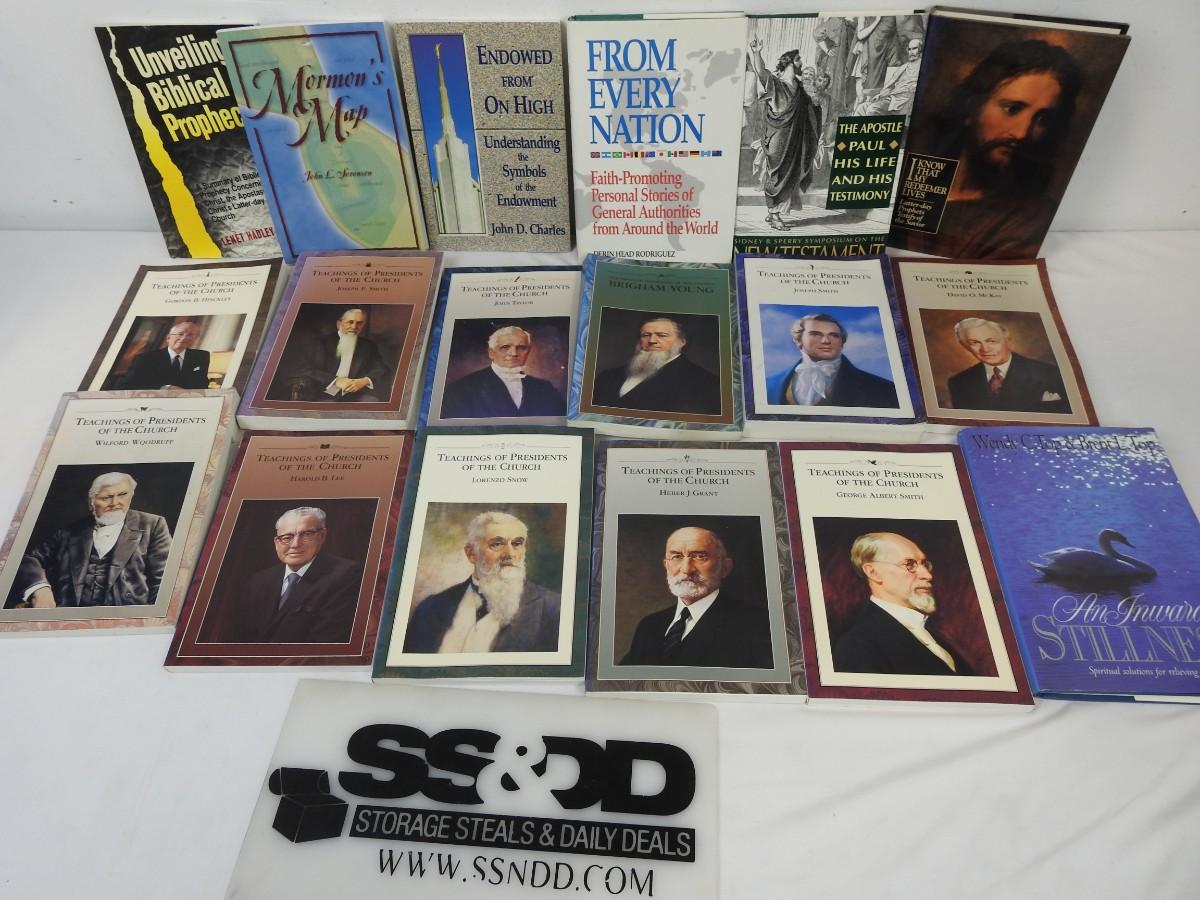 Unveiling
Biblical
Prophec
A Summary of Biblic
Prophecy Concerni
Christ, the Apostas
Christ's Latter-day
Church
LENET HADLEY
Mormon's
Map
John L. Sorenson
ENDOWED
FROM
ON HIGH
Understanding
the
Symbols
of the
Endowment
John D. Charles
FROM
EVERY
NATION
Faith-Promoting
Personal Stories of
General Authorities
from Around the World
DERIN HEAD RODRIGUEZ
THE APOSTLE
PAUL
HIS LIFE
AND HIS
TESTIMONY
SIDNEY B. SPERRY SYMPOSIUM ON THE
NEW TESTAMENT
I KNOW
THAT MY
REDEEMER
LIVES
Latter-day
Prophets
Testify of
the Savior
TEACHINGS OF PRESIDENTS
OF THE CHURCH
GORDON B. HINCKLEY
TEACHINGS OF PRESIDENTS
OF THE CHURCH
JOSEPH F. SMITH
TEACHINGS OF PRESIDENTS
OF THE CHURCH
JOHN TAYLOR
BRIGHAM YOUNG
TEACHINGS OF PRESIDENTS
OF THE CHURCH
JOSEPH SMITH
TEACHINGS OF PRESIDENTS
OF THE CHURCH
DAVID O. MCKAY
TEACHINGS OF PRESIDENTS
OF THE CHURCH
WILFORD WOODRUFF
TEACHINGS OF PRESIDENTS
OF THE CHURCH
HAROLD B. LEE
TEACHINGS OF PRESIDENTS
OF THE CHURCH
LORENZO SNOW
TEACHINGS OF PRESIDENTS
OF THE CHURCH
HEBER J. GRANT
TEACHINGS OF PRESIDENTS
OF THE CHURCH
GEORGE ALBERT SMITH
Wendy C. Top & Brent L. Top
An Inward
STILLNE
Spiritual solutions for relieving
SS&DD
STORAGE STEALS & DAILY DEALS
WWW.SSNDD.COM